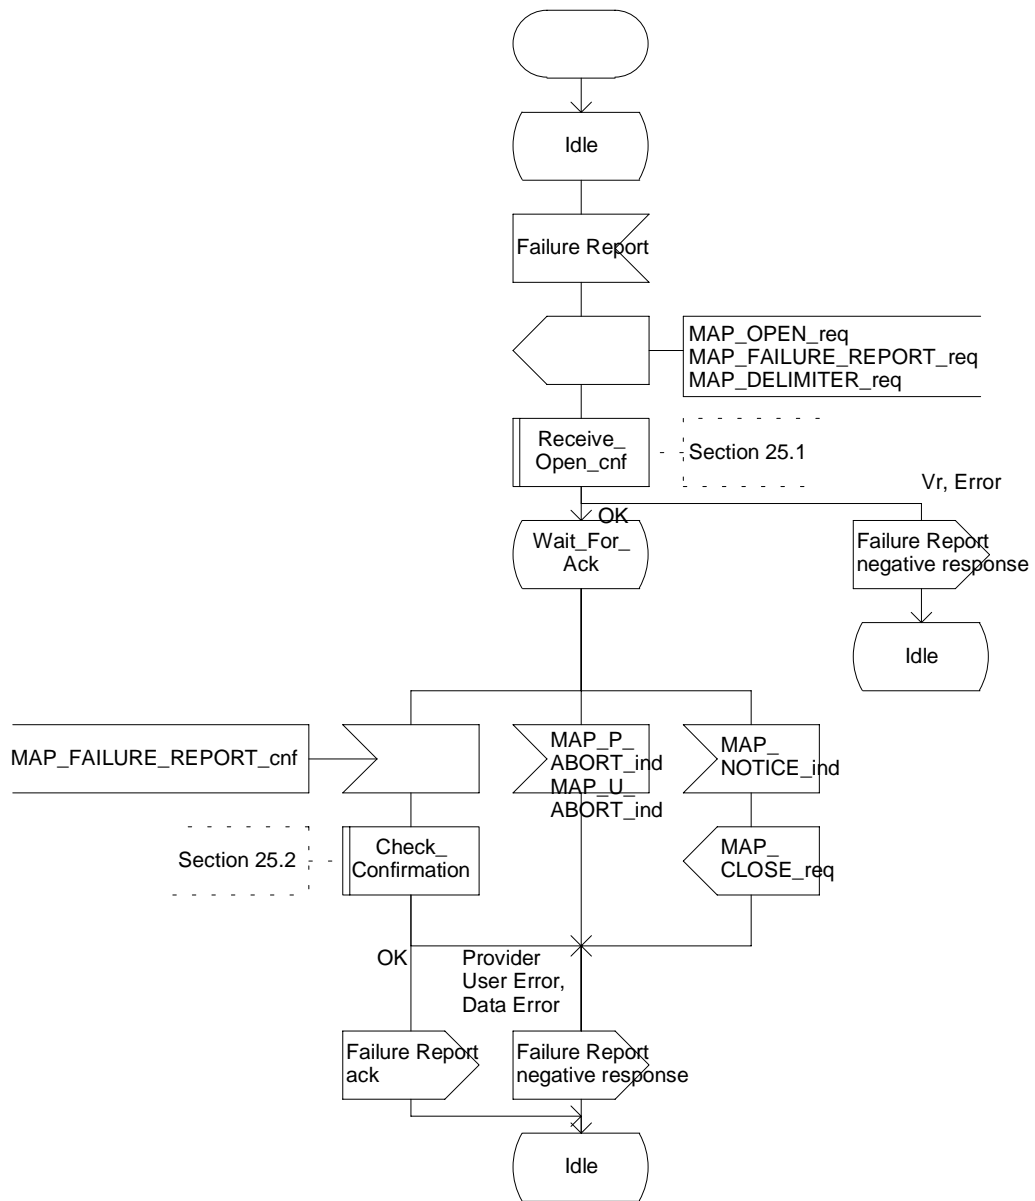 Idle
Failure Report
MAP_OPEN_req
MAP_FAILURE_REPORT_req
MAP_DELIMITER_req
Receive_
Open_cnf
Section 25.1
Vr, Error
OK
Wait_For_
Ack
Failure Report
negative response
Idle
MAP_FAILURE_REPORT_cnf
MAP_P_
ABORT_ind
MAP_U_
ABORT_ind
MAP_
NOTICE_ind
Section 25.2
Check_
Confirmation
MAP_
CLOSE_req
OK
Provider
User Error,
Data Error
Failure Report
ack
Failure Report
negative response
Idle